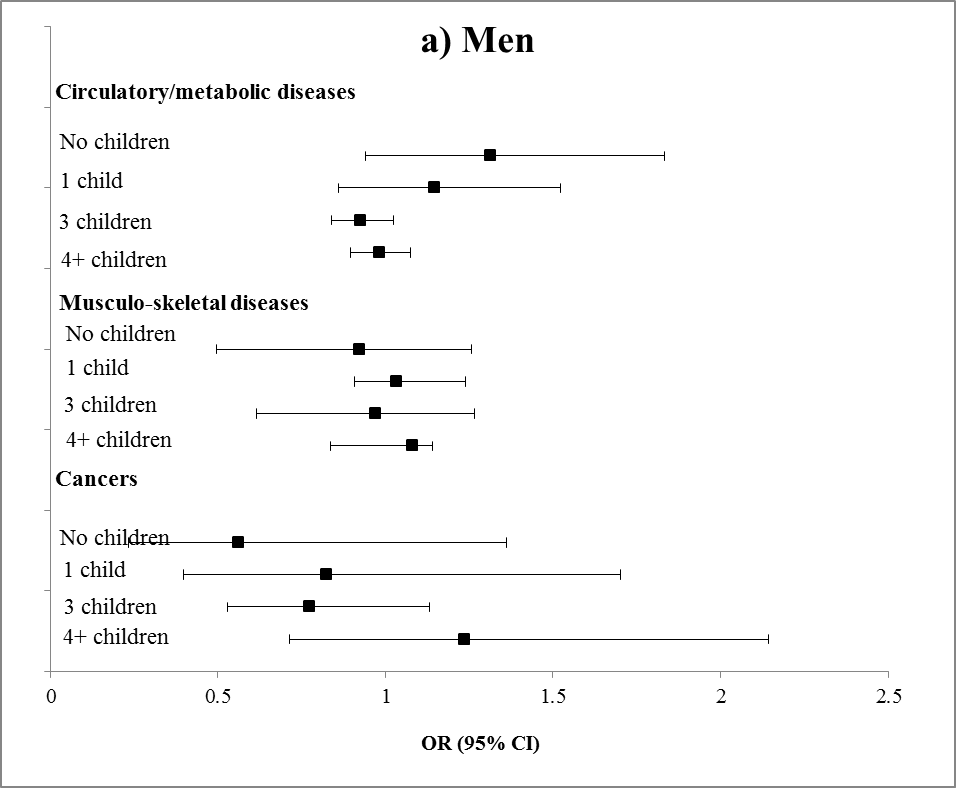 a) Men
Circulatory/metabolic diseases
No children
1 child
3 children
4+ children
Musculo-skeletal diseases
No children
1 child
3 children
4+ children
Cancers
No children
1 child
3 children
4+ children
0 0.5 1 1.5 2 2.5
OR (95% CI)